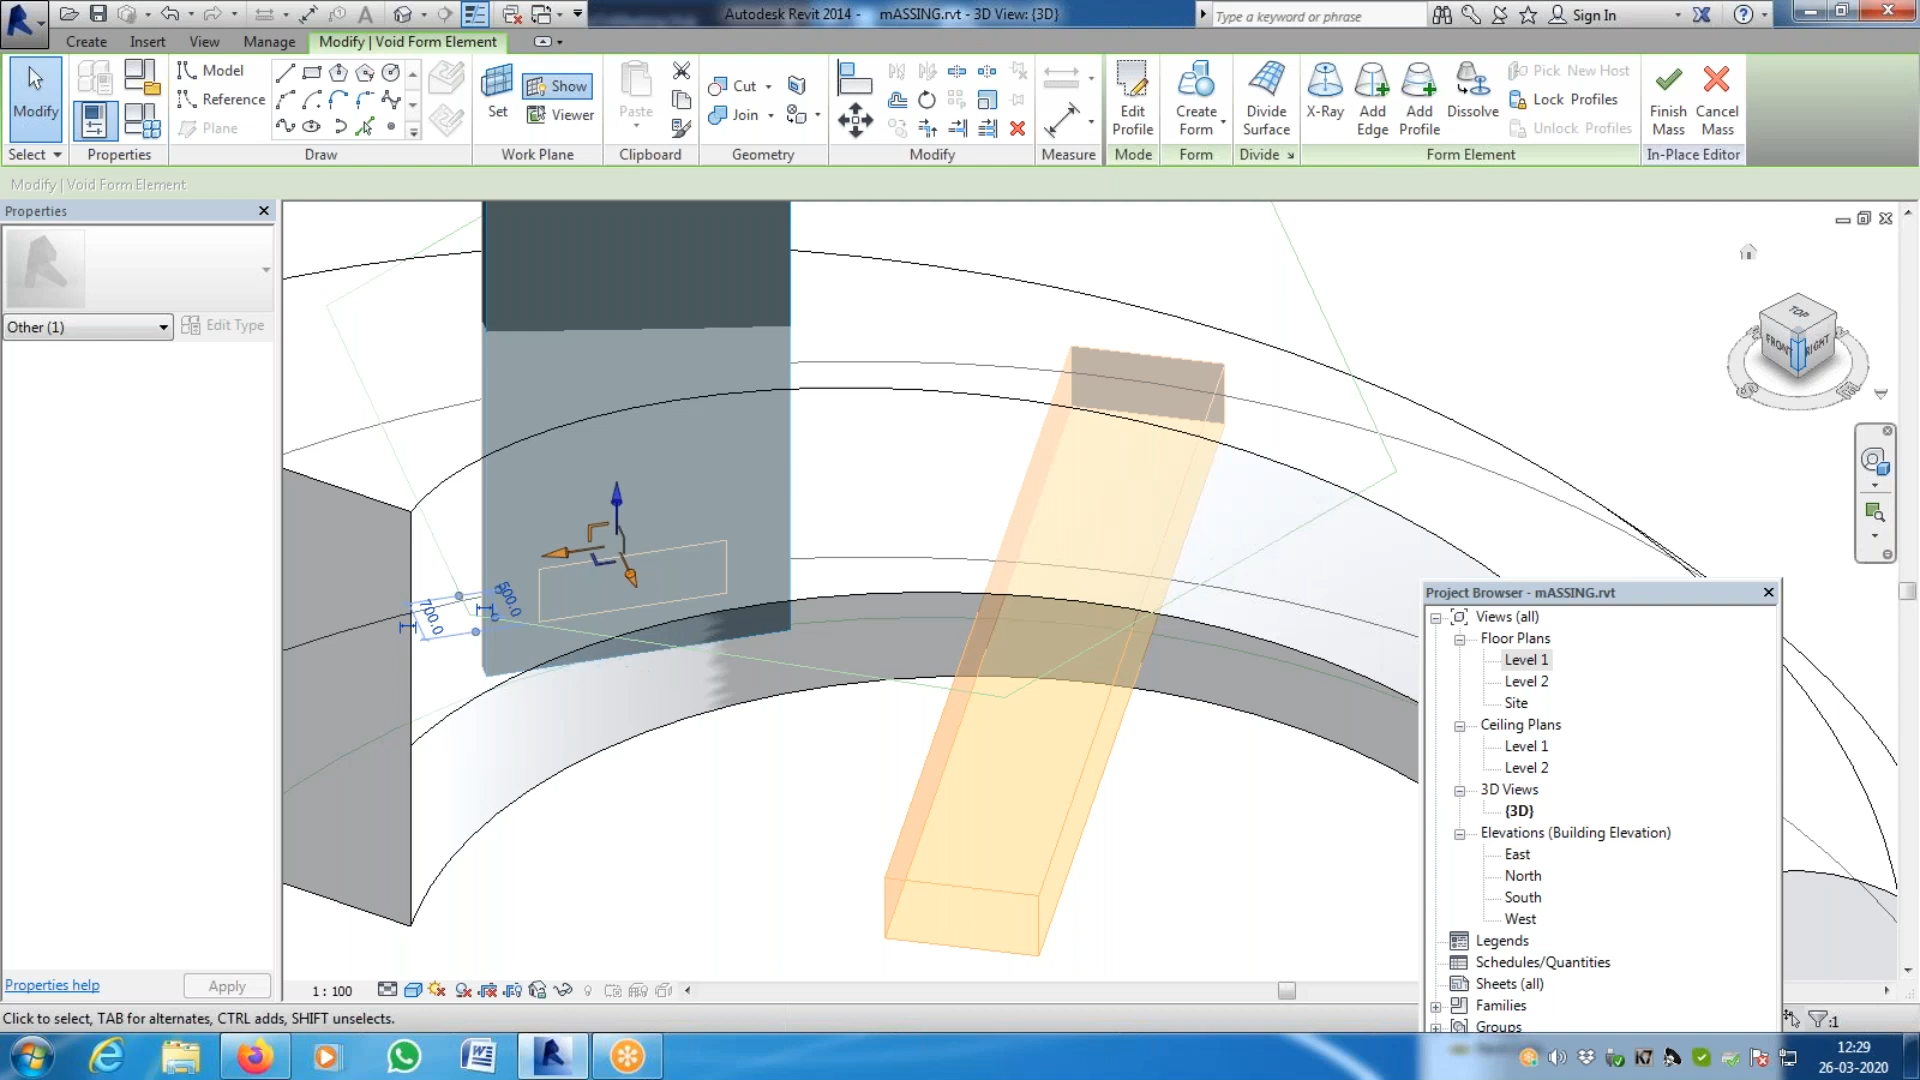 Autodesk Revit 2014 -    mASSING.rvt - 3D View: {3D}
Type a keyword or phrase
Sign In
Create Insert View Manage Modify | Void Form Element
Modify
Select
Properties
Model
Reference
Plane
Draw
Set
Show
Viewer
Work Plane
Paste
Clipboard
Cut
Join
Geometry
Modify
Measure
Edit
Profile
Mode
Create
Form
Form
Divide
Surface
Divide
X-Ray
Add
Edge
Add
Profile
Dissolve
Pick New Host
Lock Profiles
Unlock Profiles
Form Element
Finish
Mass
Cancel
Mass
In-Place Editor
Modify | Void Form Element
Properties
Other (1)
Edit Type
Properties help
Apply
700.0
500.0
TOP
FRONT
RIGHT
Project Browser - mASSING.rvt
Views (all)
Floor Plans
Level 1
Level 2
Site
Ceiling Plans
Level 1
Level 2
3D Views
{3D}
Elevations (Building Elevation)
East
North
South
West
Legends
Schedules/Quantities
Sheets (all)
Families
Groups
1 : 100
Click to select, TAB for alternates, CTRL adds, SHIFT unselects.
:1
12:29
26-03-2020